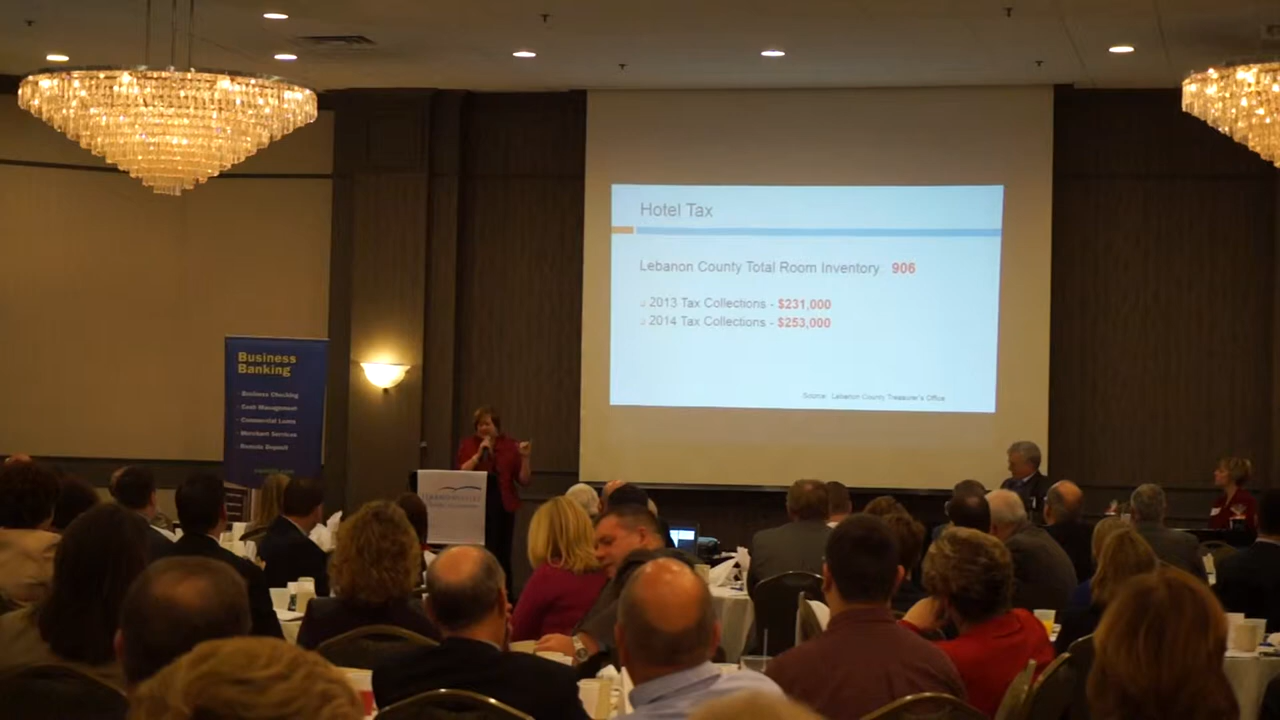 Hotel Tax
Lebanon County Total Room Inventory: 906
2013 Tax Collections - $231,000
2014 Tax Collections - $253,000
Source: Lebanon County Treasurer's Office
Business
Banking
Business Checking
Cash Management
Commercial Loans
Merchant Services
Remote Deposit